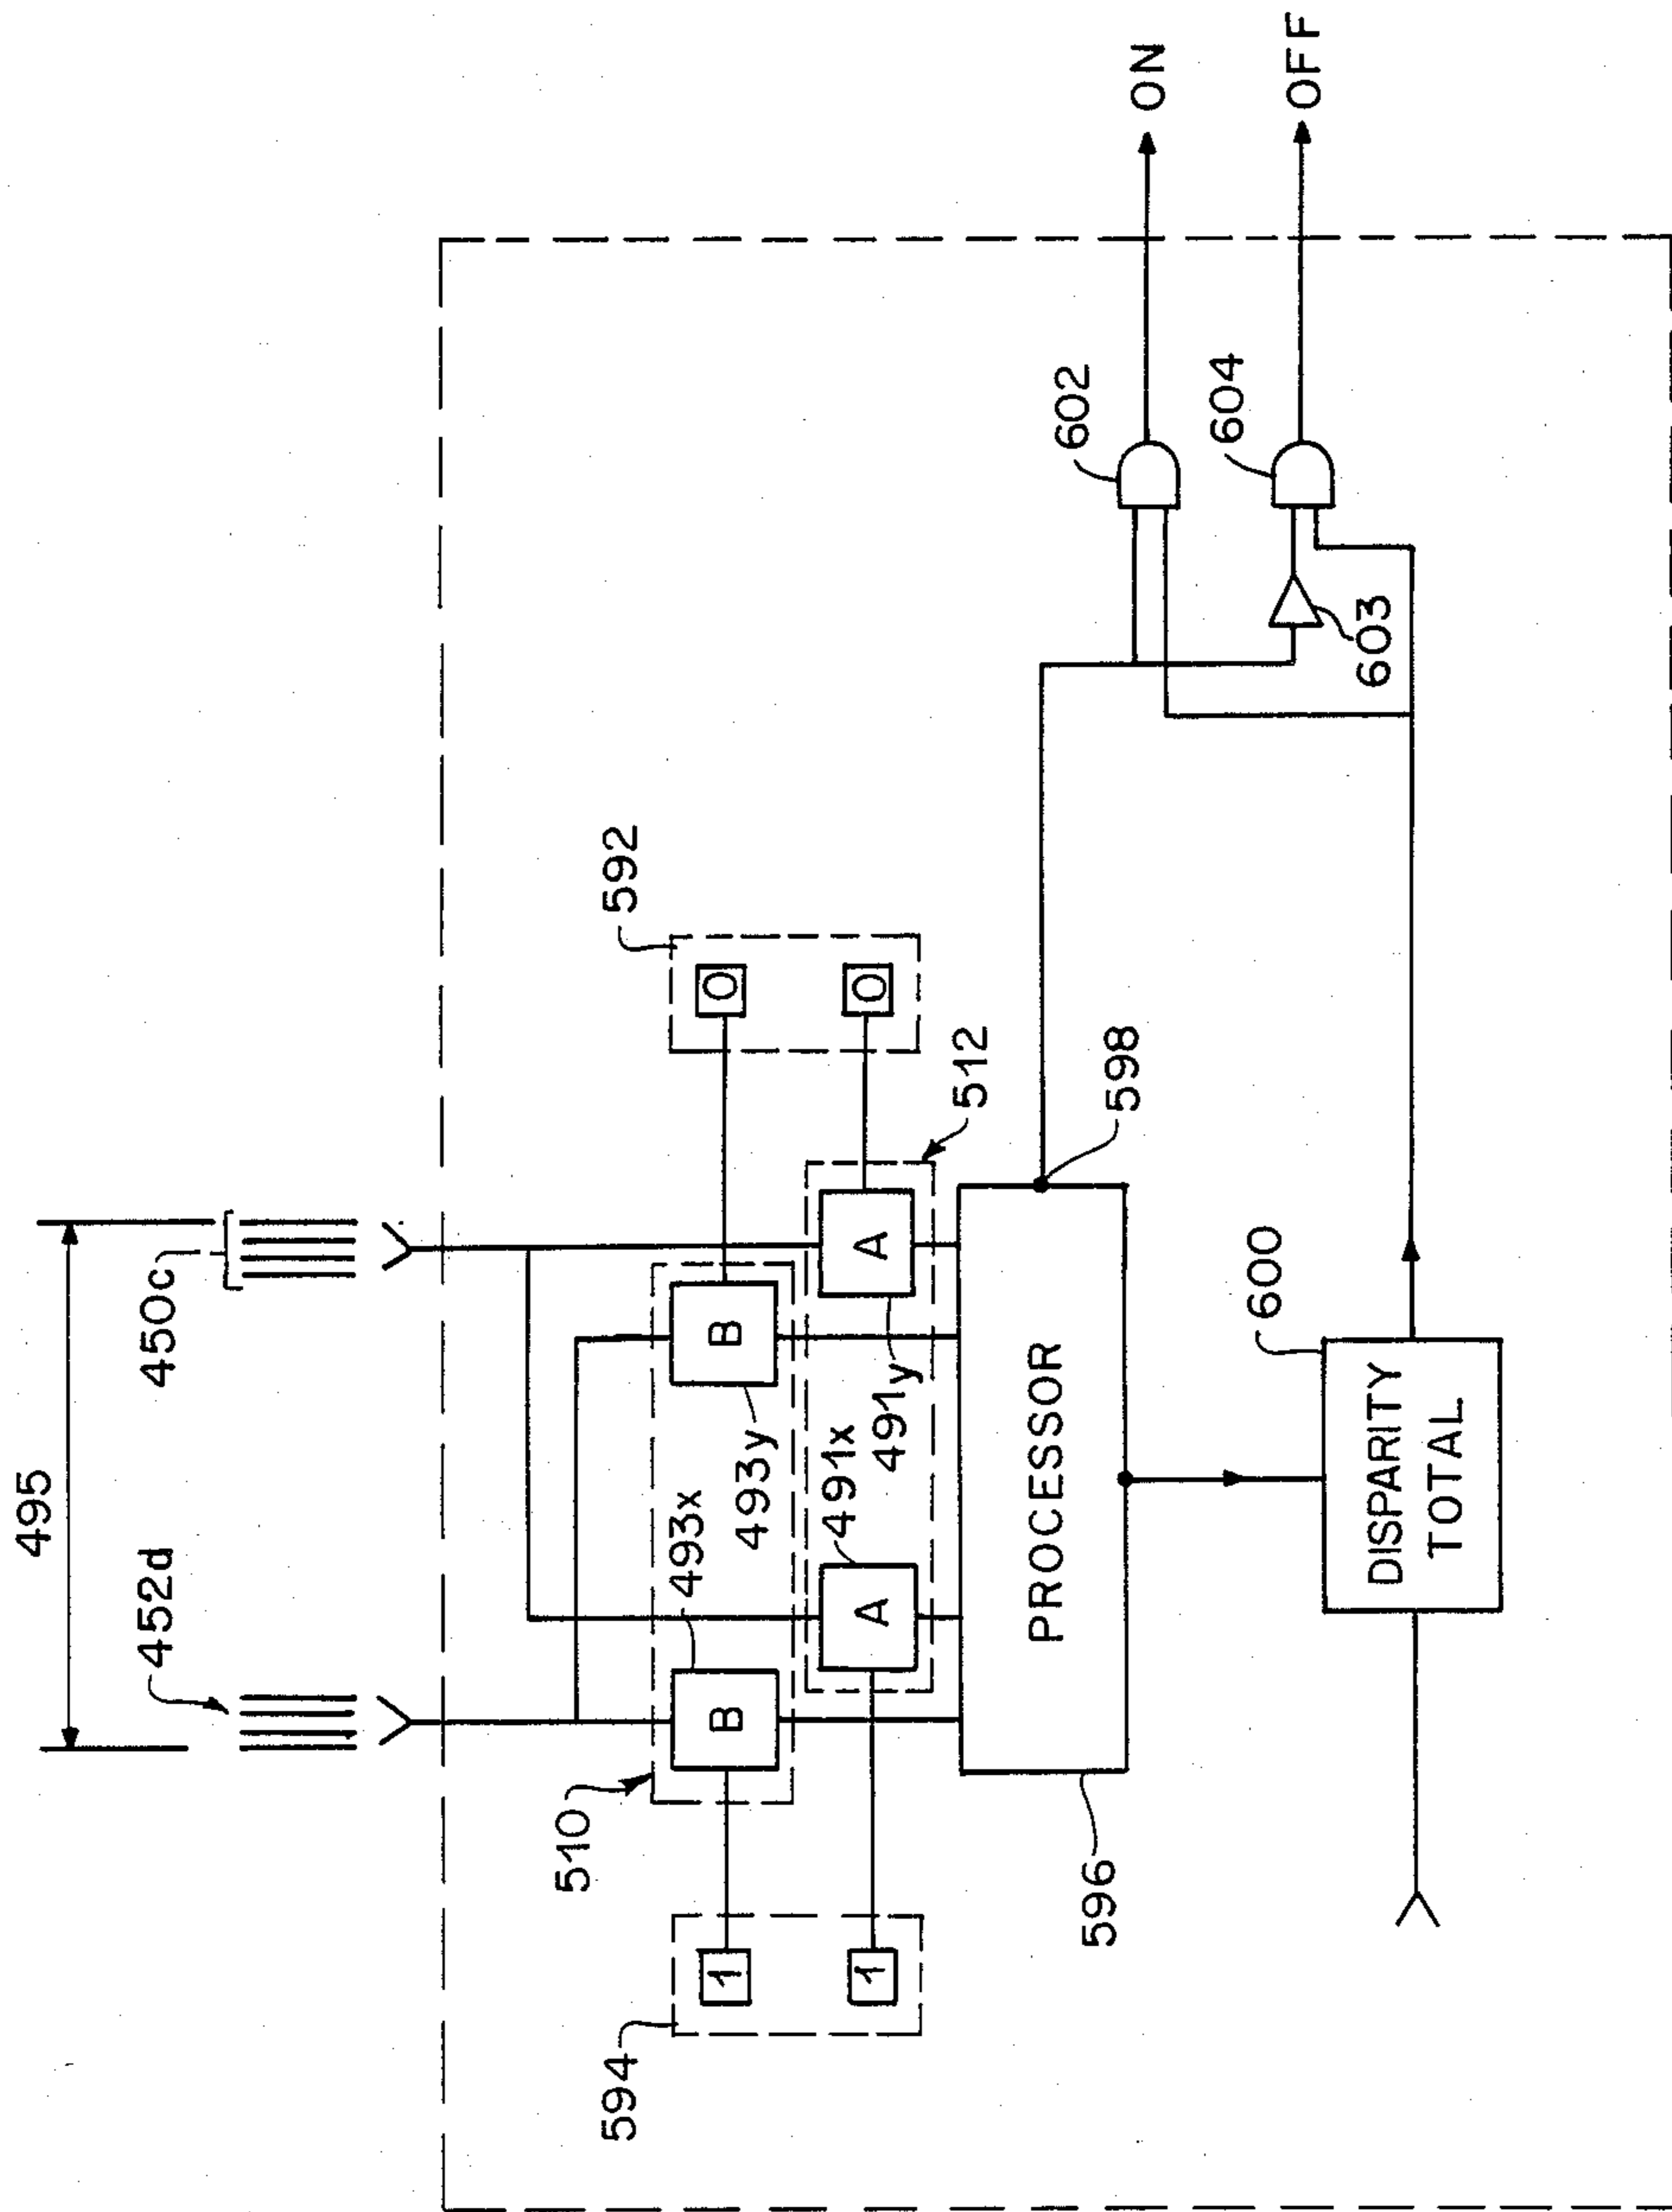 495
452d
450c
510
493x
493y
491x
491y
512
592
594
B
B
A
A
1
1
0
0
PROCESSOR
596
598
DISPARITY
TOTAL
600
602
603
604
ON
OFF